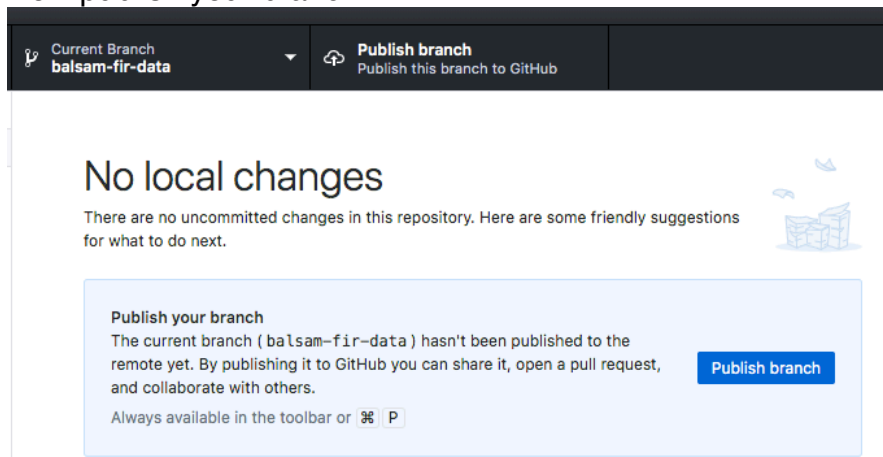 Current Branch
balsam-fir-data
Publish branch
Publish this branch to GitHub
No local changes
There are no uncommitted changes in this repository. Here are some friendly suggestions
for what to do next.
Publish your branch
The current branch (balsam-fir-data) hasn't been published to the
remote yet. By publishing it to GitHub you can share it, open a pull request,
and collaborate with others.
Publish branch
Always available in the toolbar or ⌘ P